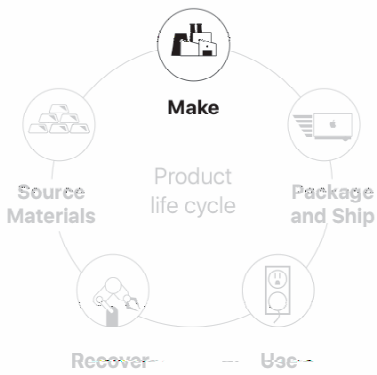 Make
Product
life cycle
Source
Materials
Package
and Ship
Recover
Use